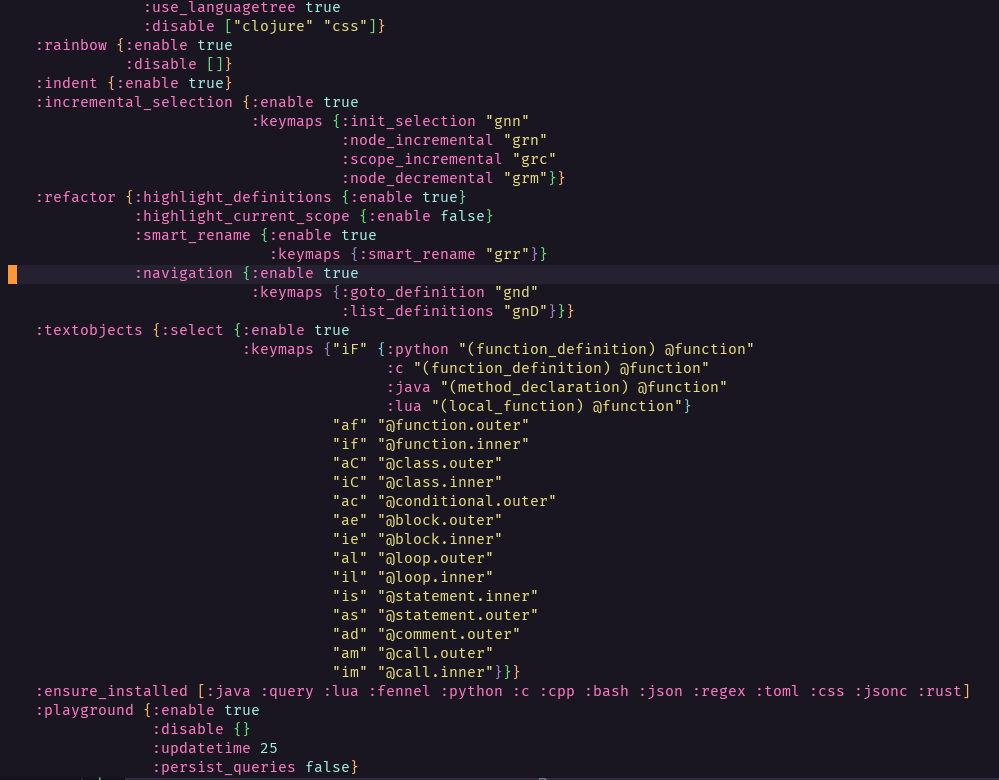 :use_languagetree true
:disable ["clojure" "css"]}
:rainbow {:enable true
:disable []}
:indent {:enable true}
:incremental_selection {:enable true
:keymaps {:init_selection "gnn"
:node_incremental "grn"
:scope_incremental "grc"
:node_decremental "grm"}}
:refactor {:highlight_definitions {:enable true}
:highlight_current_scope {:enable false}
:smart_rename {:enable true
:keymaps {:smart_rename "grr"}}
:navigation {:enable true
:keymaps {:goto_definition "gnd"
:list_definitions "gnD"}}}
:textobjects {:select {:enable true
:keymaps {"iF" {:python "(function_definition) @function"
:c "(function_definition) @function"
:java "(method_declaration) @function"
:lua "(local_function) @function"}
"af" "@function.outer"
"if" "@function.inner"
"aC" "@class.outer"
"iC" "@class.inner"
"ac" "@conditional.outer"
"ae" "@block.outer"
"ie" "@block.inner"
"al" "@loop.outer"
"il" "@loop.inner"
"is" "@statement.inner"
"as" "@statement.outer"
"ad" "@comment.outer"
"am" "@call.outer"
"im" "@call.inner"}}}
:ensure_installed [:java :query :lua :fennel :python :c :cpp :bash :json :regex :toml :css :jsonc :rust]
:playground {:enable true
:disable {}
:updatetime 25
:persist_queries false}